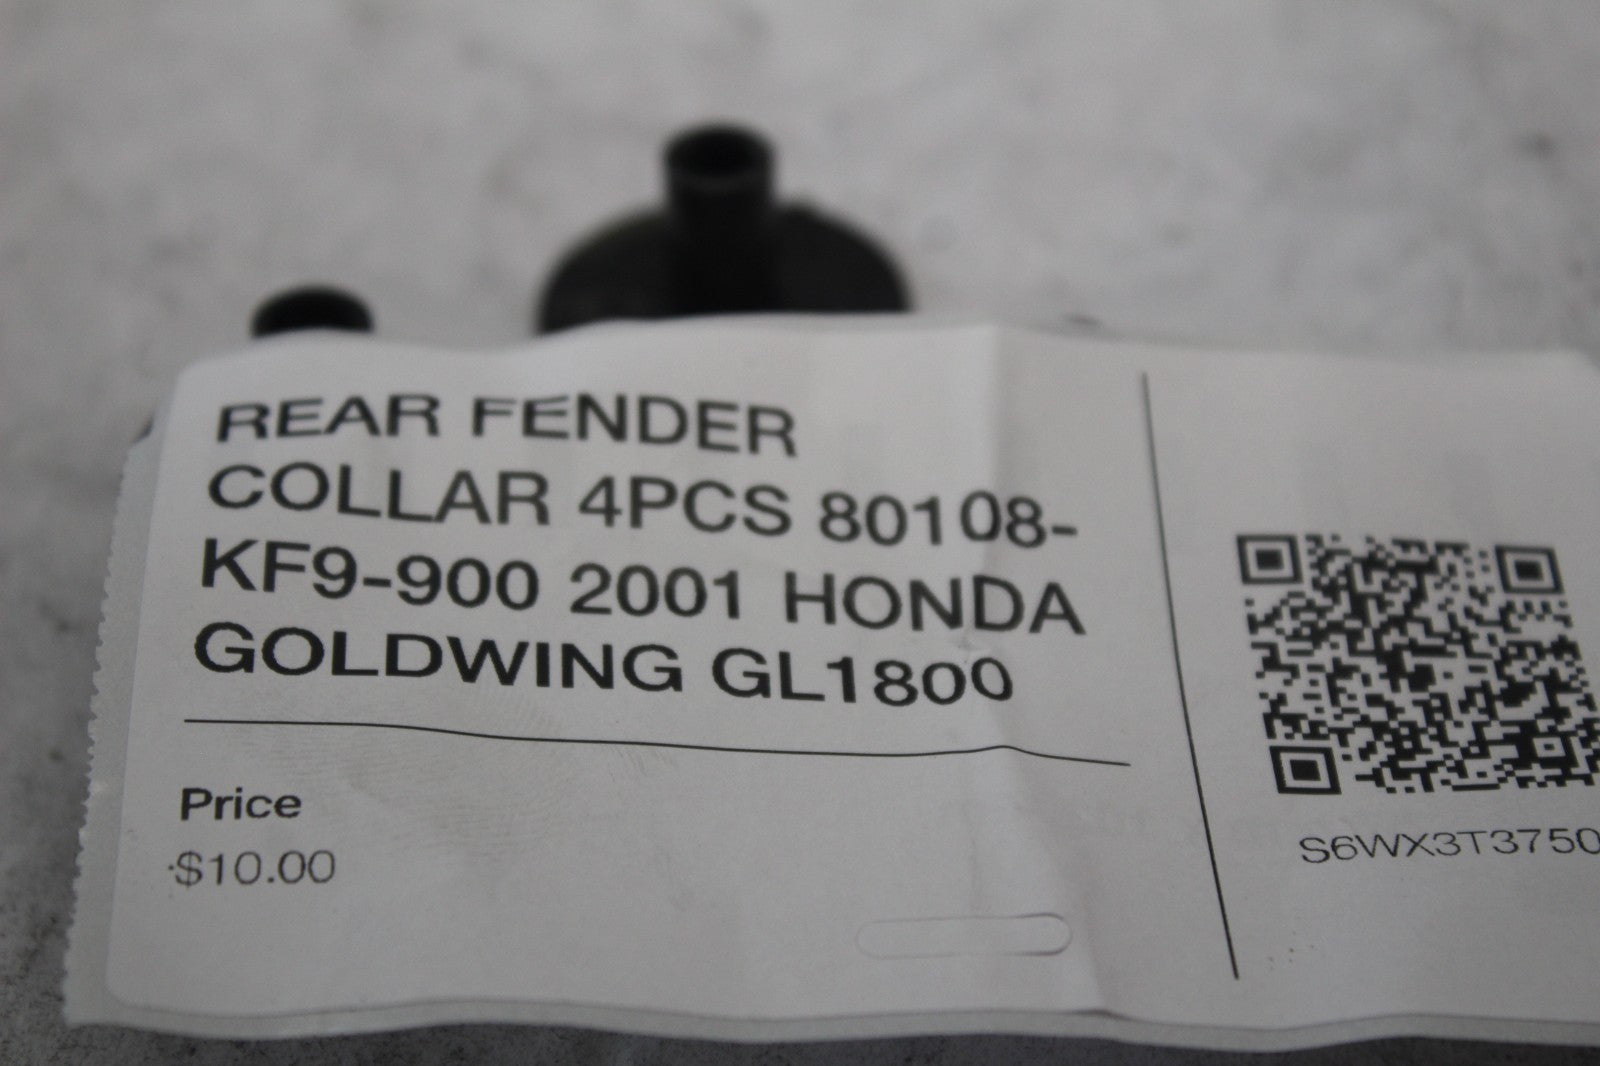 REAR FENDER
COLLAR 4PCS 80108-
KF9-900 2001 HONDA
GOLDWING GL1800
Price
$10.00
S6WX3T3750